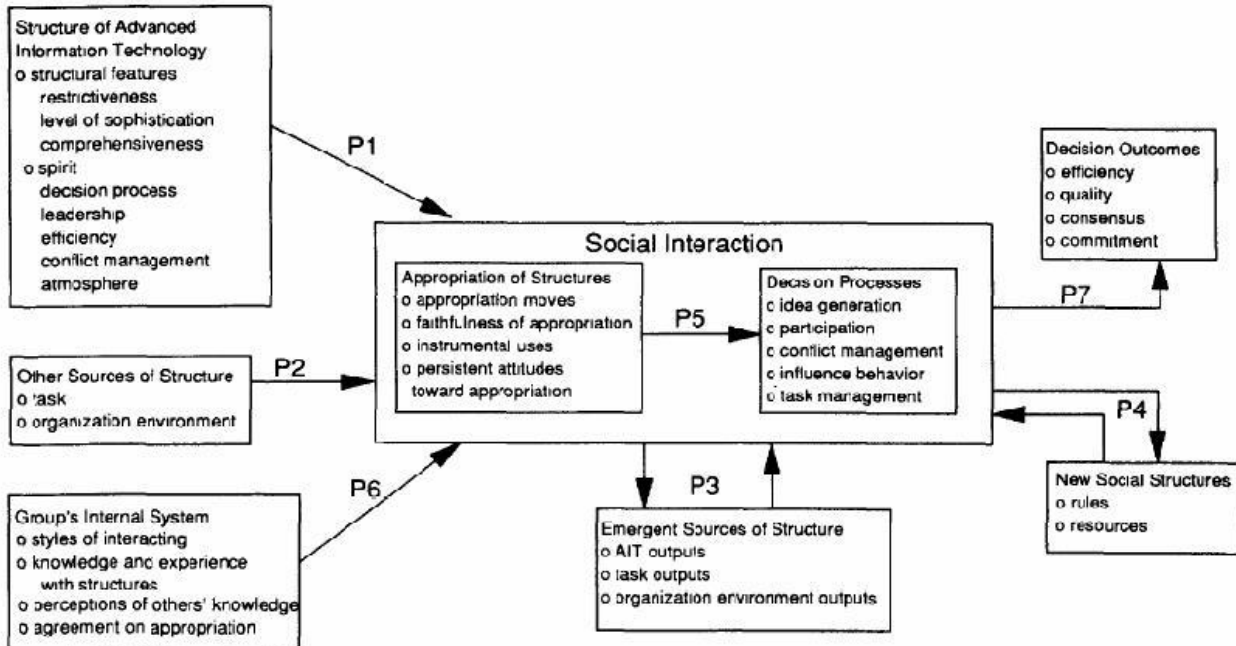 Structure of Advanced
Information Technology
o structural features
restrictiveness
level of sophistication
comprehensiveness
o spirit
decision process
leadership
efficiency
conflict management
atmosphere
P1
Other Sources of Structure
o task
o organization environment
P2
Group's Internal System
o styles of interacting
o knowledge and experience
with structures
o perceptions of others' knowledge
o agreement on appropriation
P6
Social Interaction
Appropriation of Structures
o appropriation moves
o faithfulness of appropriation
o instrumental uses
o persistent attitudes
toward appropriation
P5
Decision Processes
o idea generation
o participation
o conflict management
o influence behavior
o task management
P3
Emergent Sources of Structure
o AIT outputs
o task outputs
o organization environment outputs
Decision Outcomes
o efficiency
o quality
o consensus
o commitment
P7
P4
New Social Structures
o rules
o resources